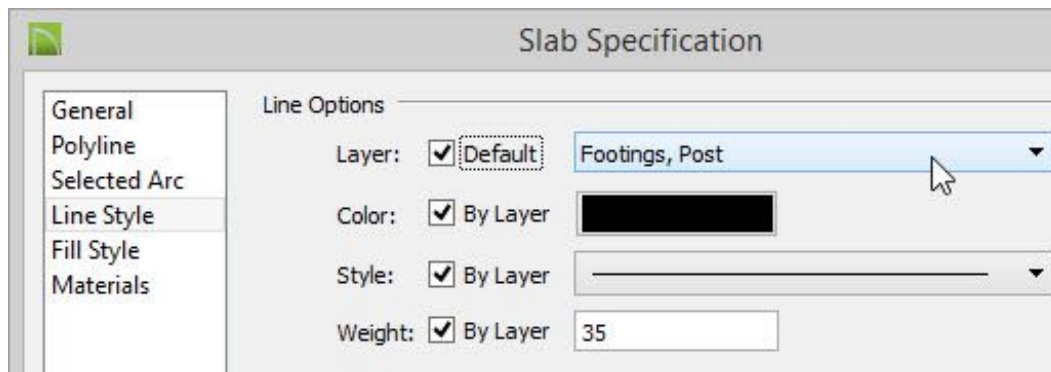 Slab Specification
General
Polyline
Selected Arc
Line Style
Fill Style
Materials
Line Options
Layer: Default Footings, Post
Color: By Layer
Style: By Layer
Weight: By Layer 35